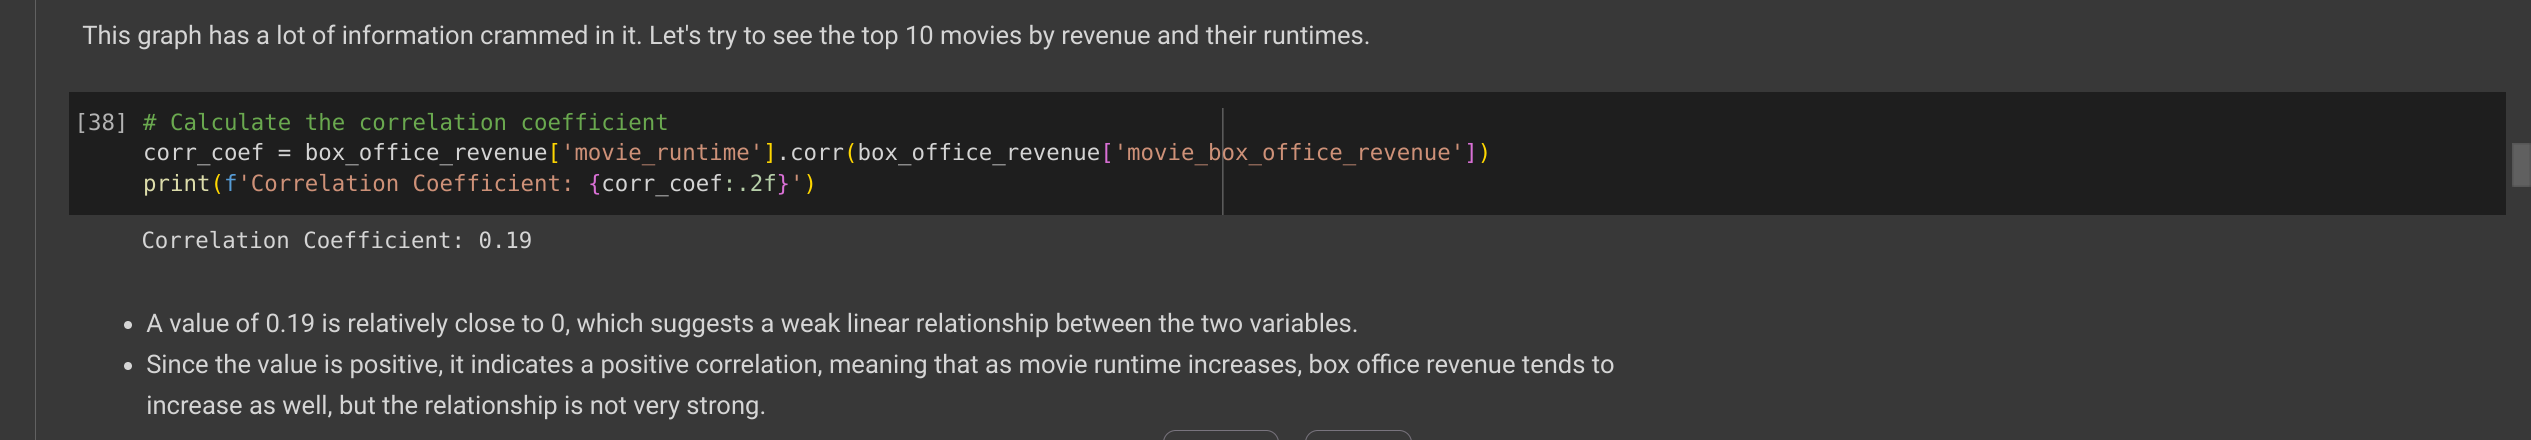 This graph has a lot of information crammed in it. Let's try to see the top 10 movies by revenue and their runtimes.
[38] # Calculate the correlation coefficient
corr_coef = box_office_revenue['movie_runtime'].corr(box_office_revenue['movie_box_office_revenue'])
print(f'Correlation Coefficient: {corr_coef:.2f}')
Correlation Coefficient: 0.19
• A value of 0.19 is relatively close to 0, which suggests a weak linear relationship between the two variables.
• Since the value is positive, it indicates a positive correlation, meaning that as movie runtime increases, box office revenue tends to
increase as well, but the relationship is not very strong.